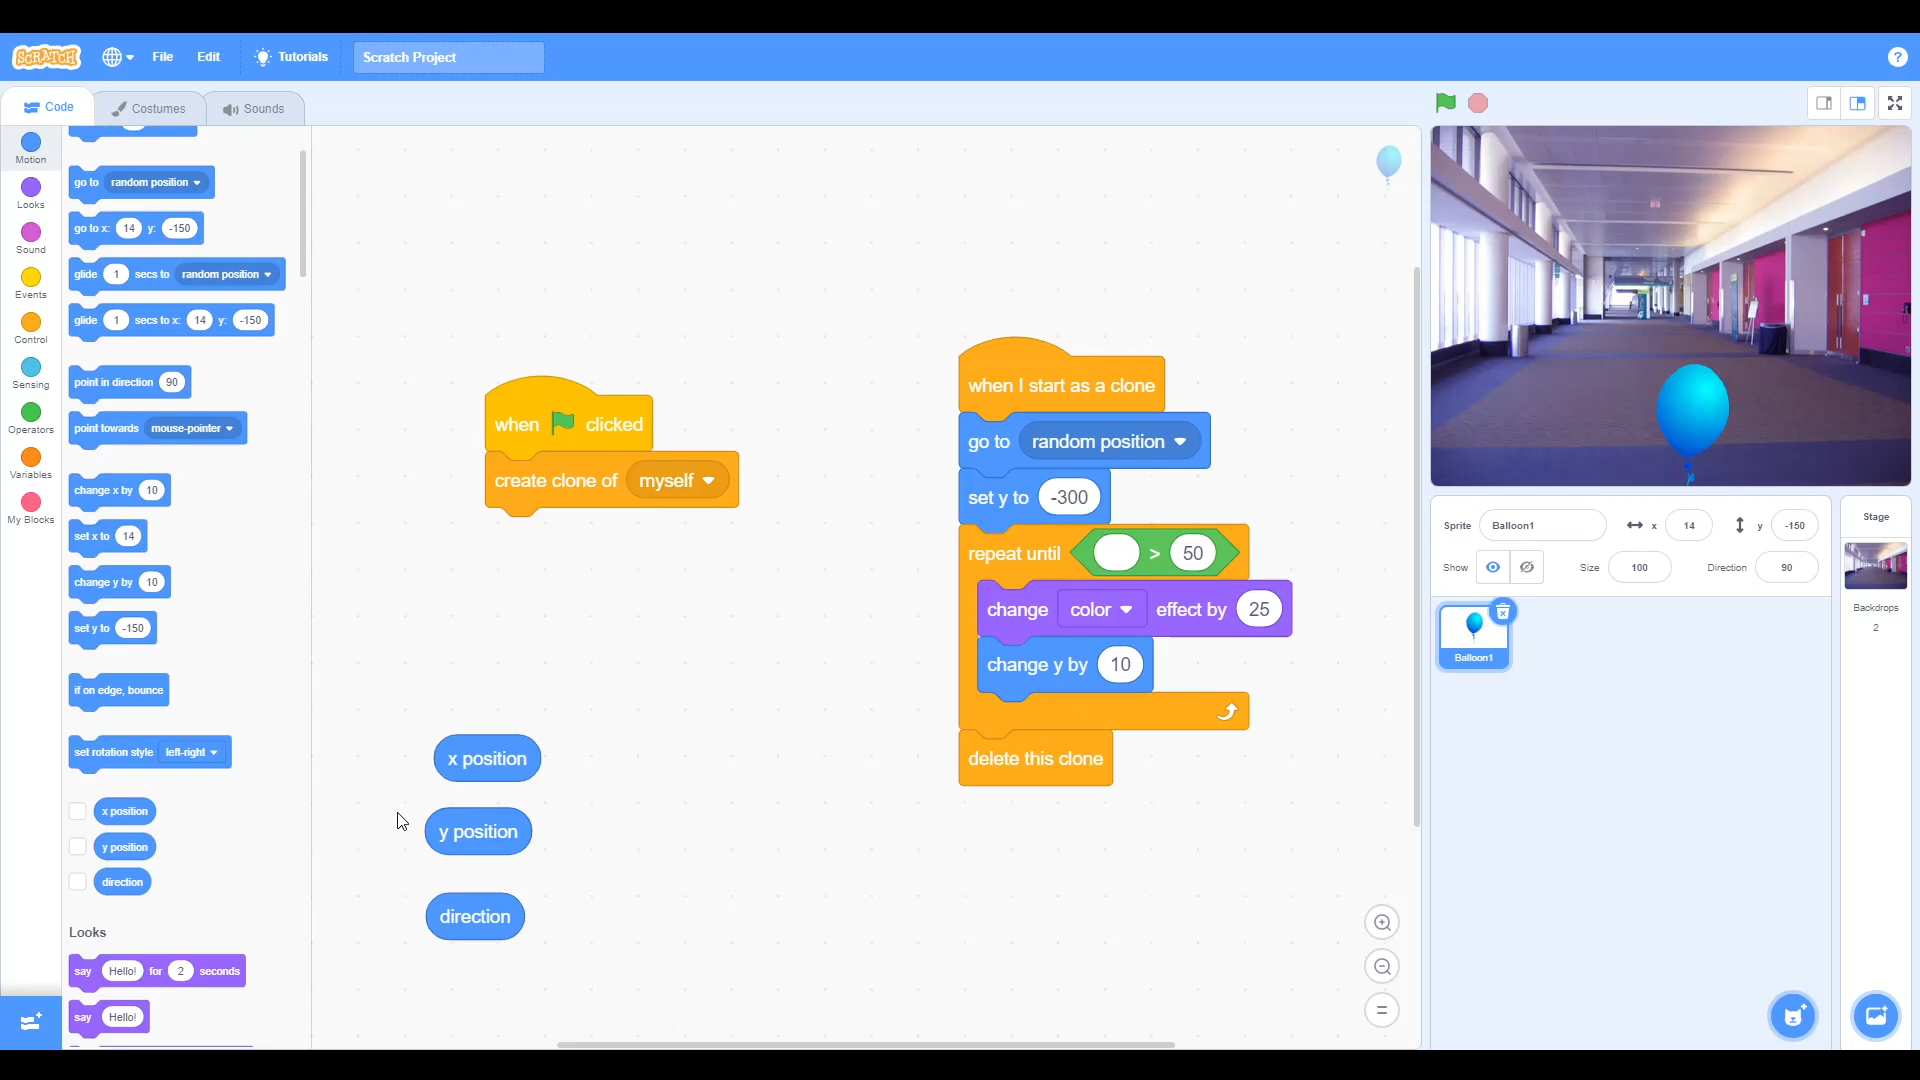 SCRATCH File Edit Tutorials Scratch Project ?
Code Costumes Sounds
Motion
Looks
Sound
Events
Control
Sensing
Operators
Variables
My Blocks
go to random position
go to x: 14 y: -150
glide 1 secs to random position
glide 1 secs to x: 14 y: -150
point in direction 90
point towards mouse-pointer
change x by 10
set x to 14
change y by 10
set y to -150
if on edge, bounce
set rotation style left-right
x position
y position
direction
Looks
say Hello! for 2 seconds
say Hello!
when clicked
create clone of myself
x position
y position
direction
when I start as a clone
go to random position
set y to -300
repeat until > 50
change color effect by 25
change y by 10
delete this clone
Sprite Balloon1 x 14 y -150
Show Size 100 Direction 90
Balloon1
Stage
Backdrops
2